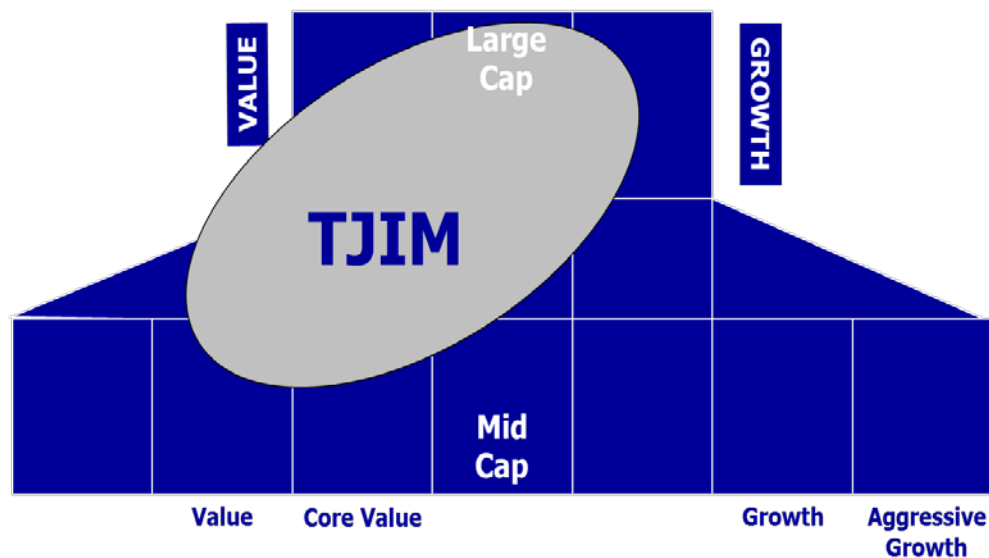 VALUE
Large
Cap
GROWTH
TJIM
Mid
Cap
Value
Core Value
Growth
Aggressive
Growth